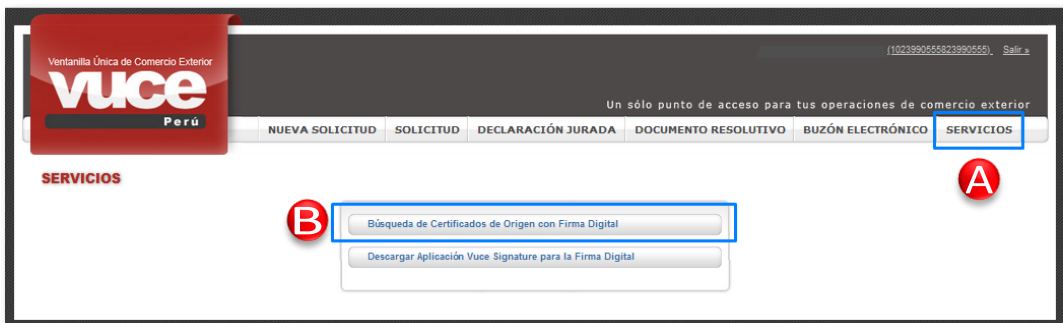 (1023990555823990555) Salir »
Ventanilla Única de Comercio Exterior
vuce
Perú
Un sólo punto de acceso para tus operaciones de comercio exterior
NUEVA SOLICITUD SOLICITUD DECLARACIÓN JURADA DOCUMENTO RESOLUTIVO BUZÓN ELECTRÓNICO SERVICIOS
A
SERVICIOS
B
Búsqueda de Certificados de Origen con Firma Digital
Descargar Aplicación Vuce Signature para la Firma Digital